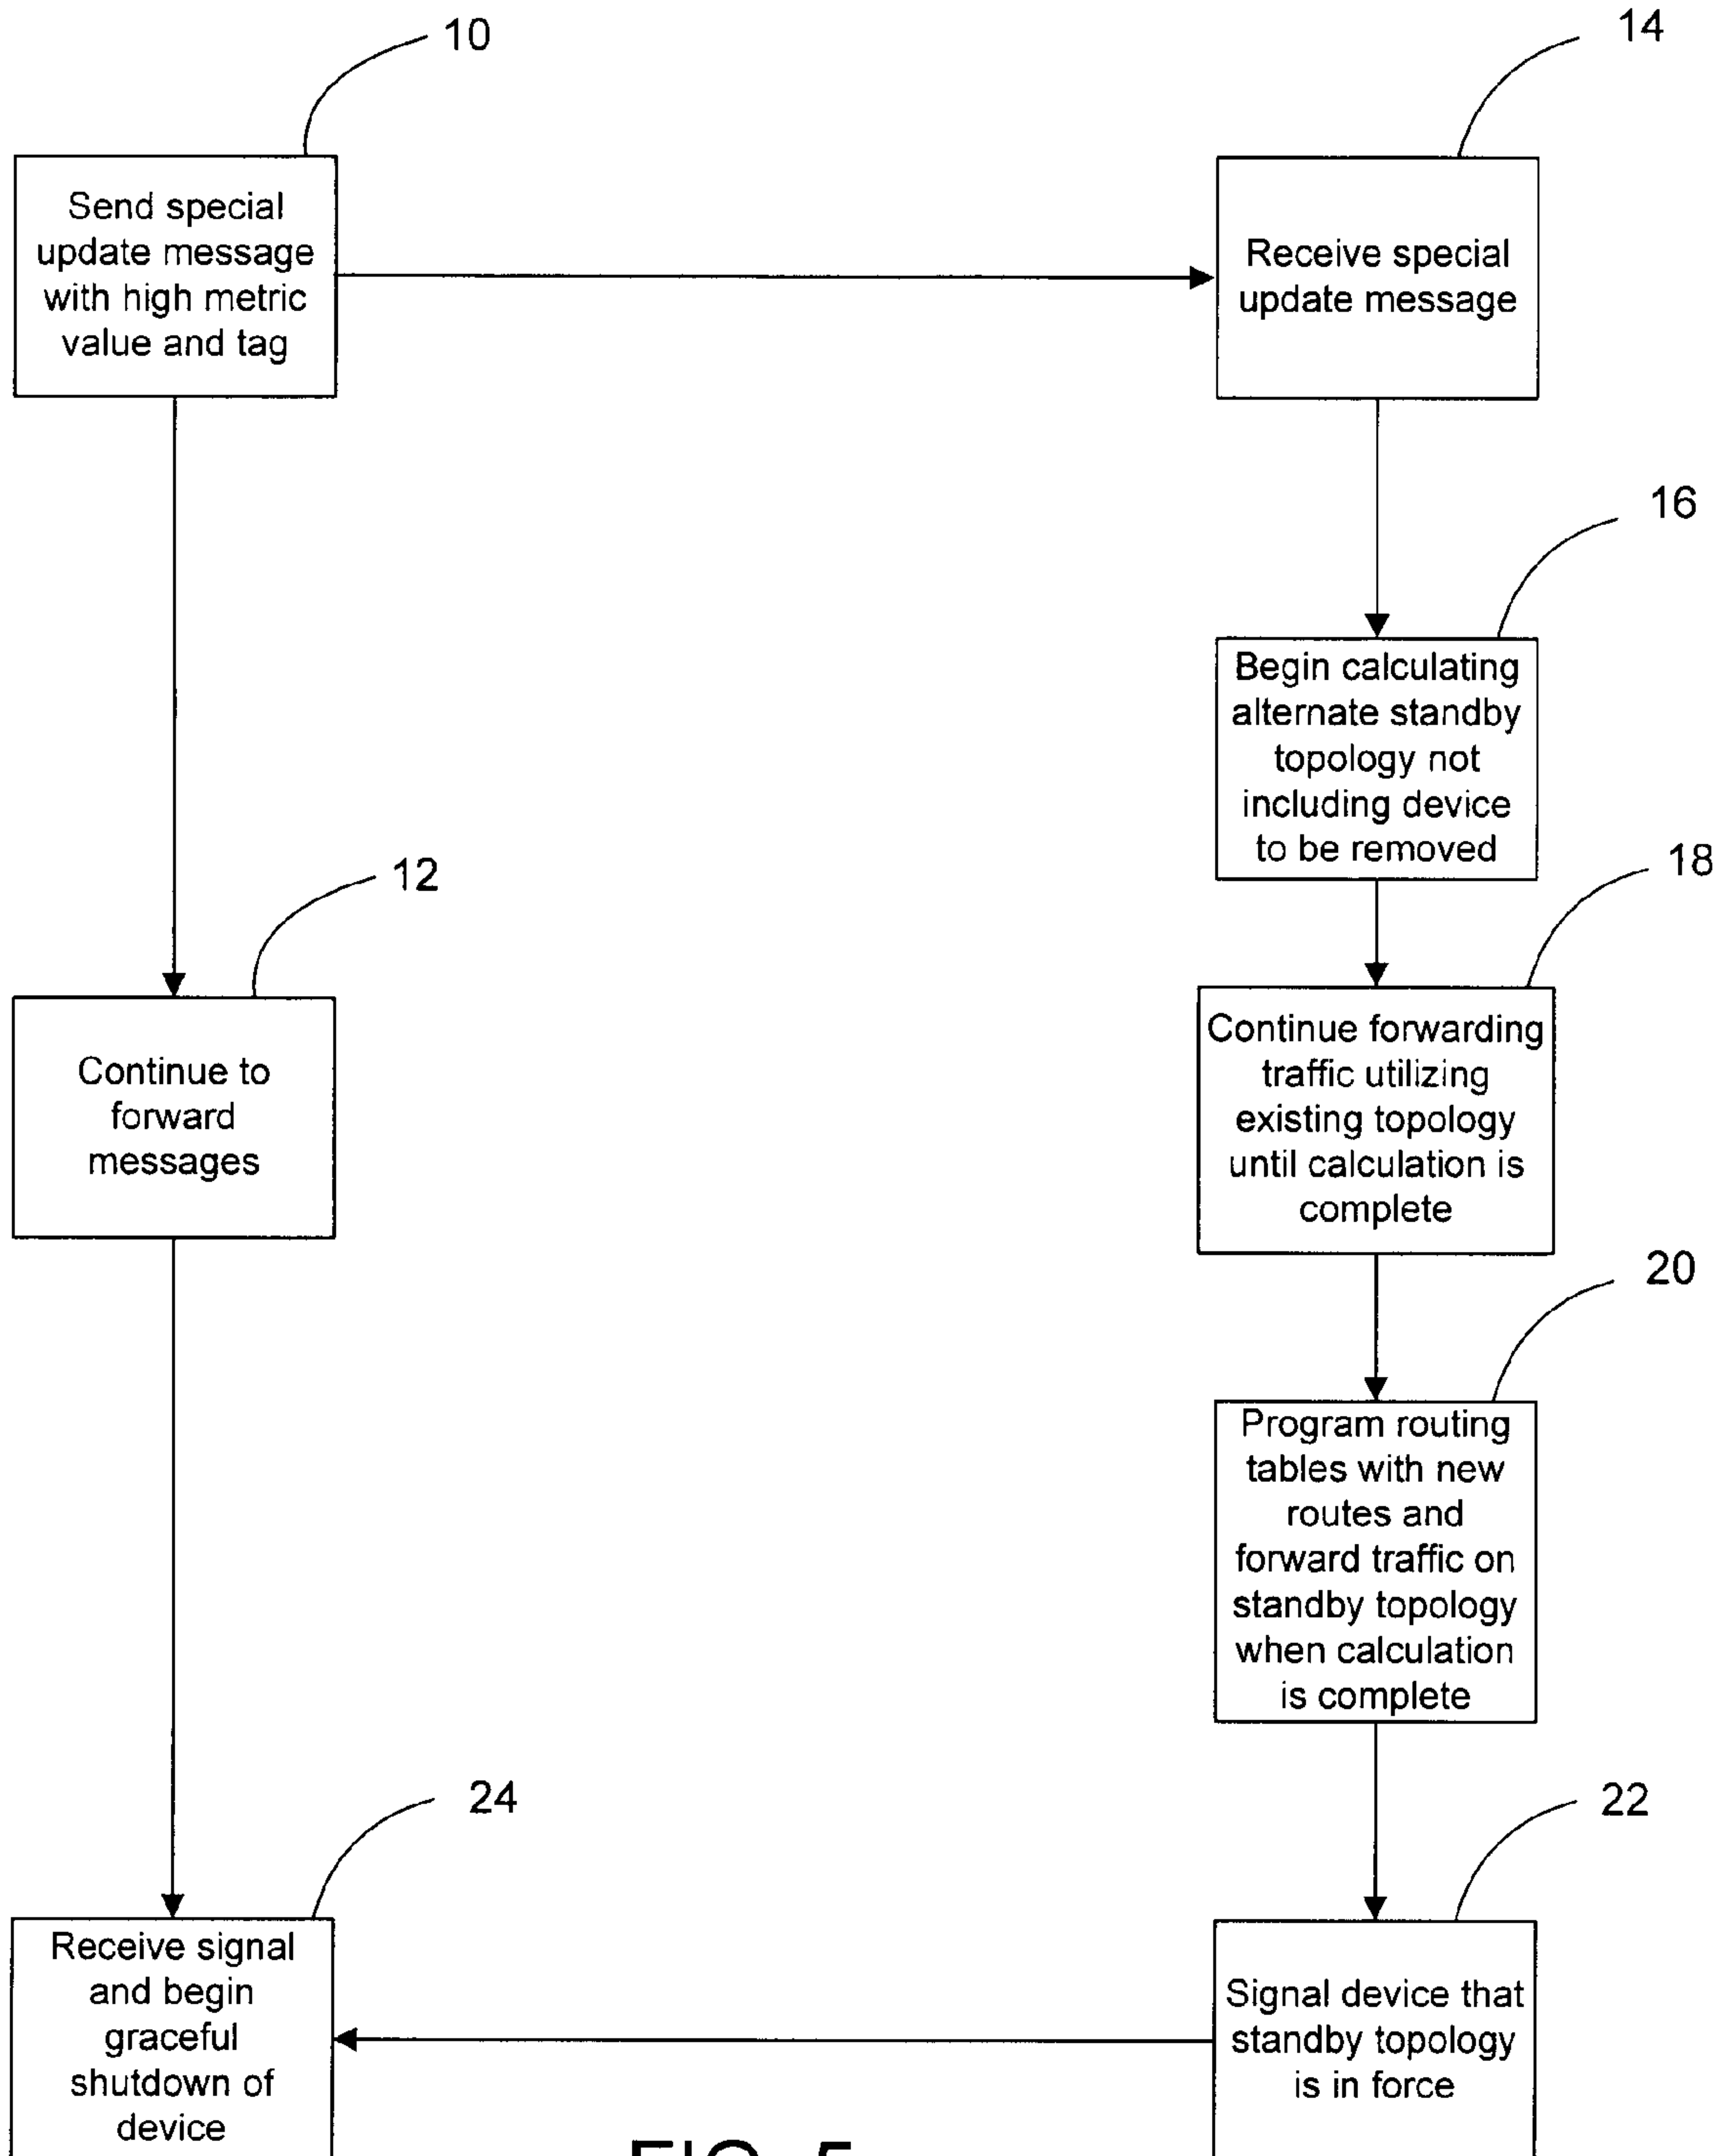 10
14
Send special
update message
with high metric
value and tag
Receive special
update message
16
Begin calculating
alternate standby
topology not
including device
to be removed
12
18
Continue to
forward
messages
Continue forwarding
traffic utilizing
existing topology
until calculation is
complete
20
Program routing
tables with new
routes and
forward traffic on
standby topology
when calculation
is complete
24
22
Receive signal
and begin
graceful
shutdown of
device
Signal device that
standby topology
is in force
FIG. 5